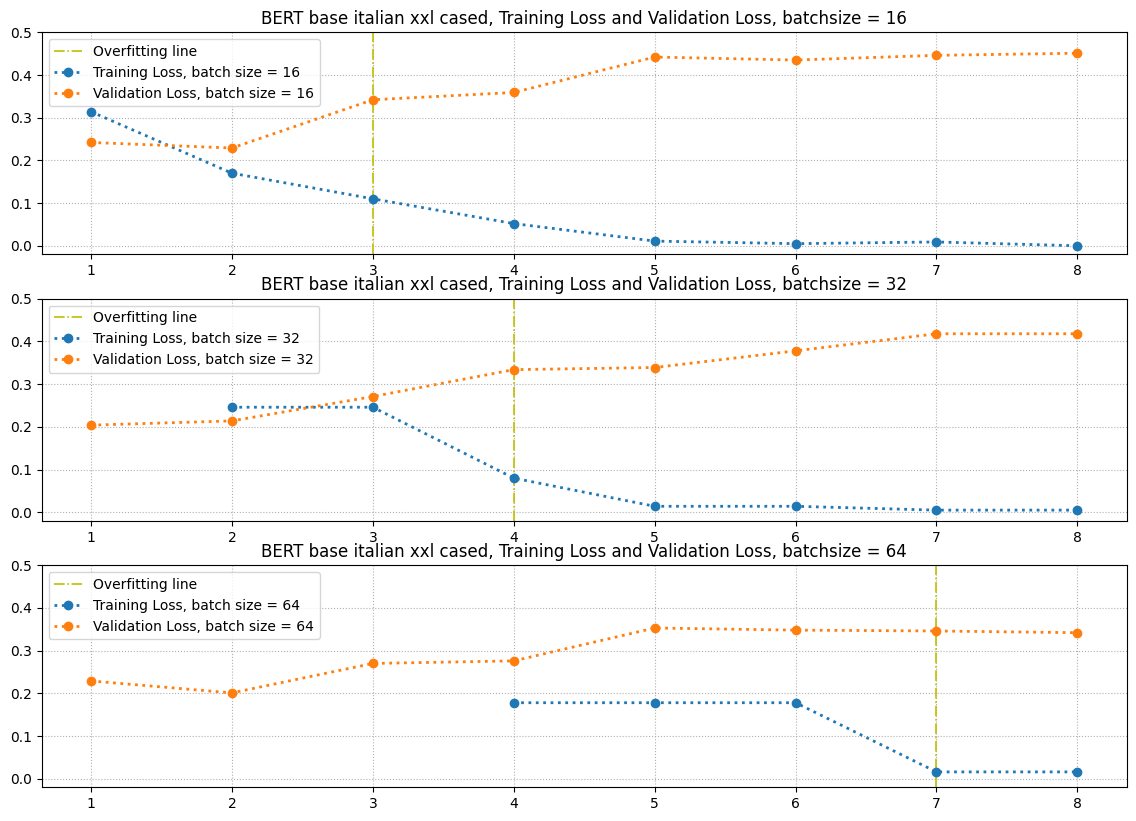 BERT base italian xxl cased, Training Loss and Validation Loss, batchsize = 16
0.5
0.4
0.3
0.2
0.1
0.0
Overfitting line
Training Loss, batch size = 16
Validation Loss, batch size = 16
1 2 3 4 5 6 7 8
BERT base italian xxl cased, Training Loss and Validation Loss, batchsize = 32
0.5
0.4
0.3
0.2
0.1
0.0
Overfitting line
Training Loss, batch size = 32
Validation Loss, batch size = 32
1 2 3 4 5 6 7 8
BERT base italian xxl cased, Training Loss and Validation Loss, batchsize = 64
0.5
0.4
0.3
0.2
0.1
0.0
Overfitting line
Training Loss, batch size = 64
Validation Loss, batch size = 64
1 2 3 4 5 6 7 8